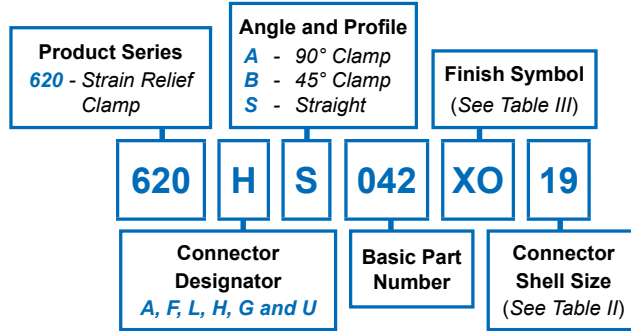 Product Series
620 - Strain Relief
Clamp
Angle and Profile
A - 90° Clamp
B - 45° Clamp
S - Straight
Finish Symbol
(See Table III)
620 H S 042 XO 19
Connector
Designator
A, F, L, H, G and U
Basic Part
Number
Connector
Shell Size
(See Table II)